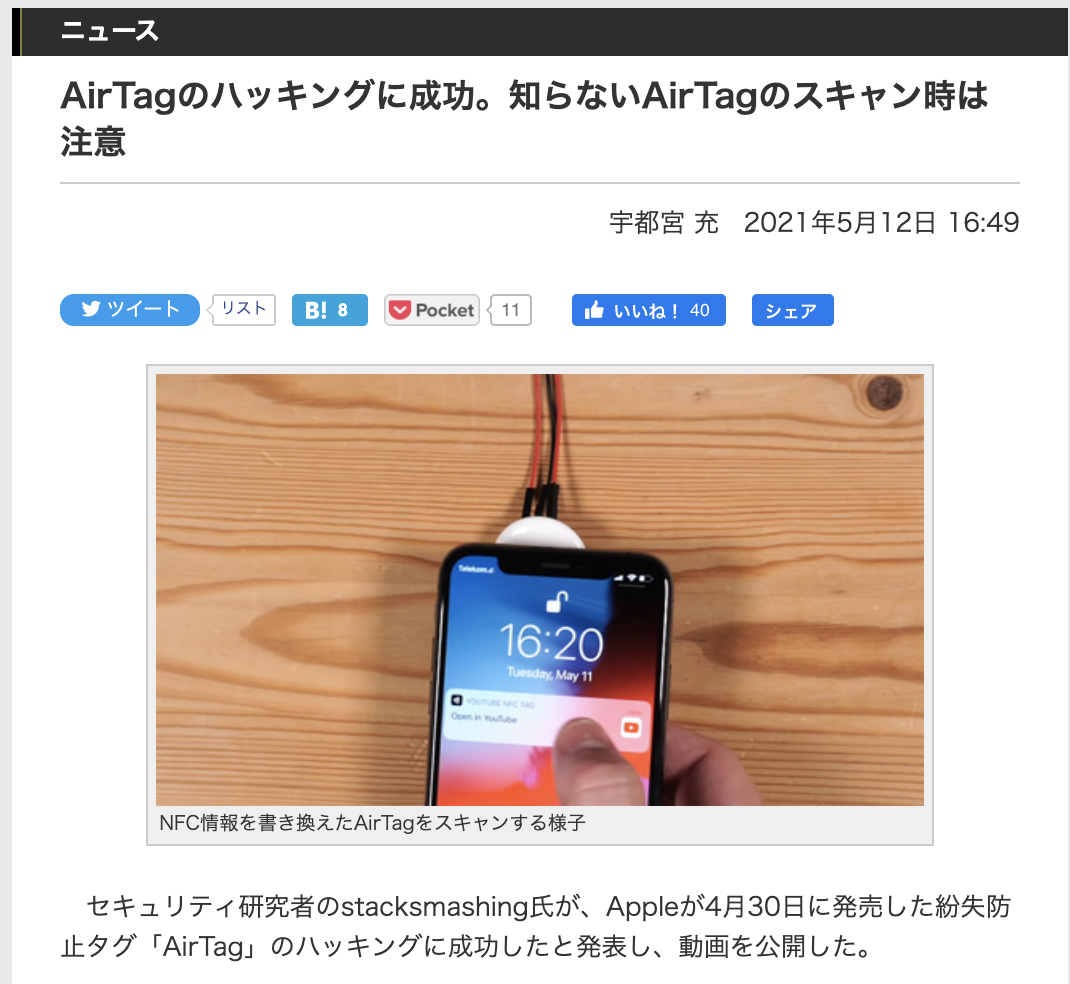 ニュース
AirTagのハッキングに成功。知らないAirTagのスキャン時は
注意
宇都宮 充 2021年5月12日 16:49
ツイート リスト B! 8 Pocket 11 いいね！ 40 シェア
Telekom.de
16:20
Tuesday, May 11
YOUTUBE NFC TAG
Open in YouTube
NFC情報を書き換えたAirTagをスキャンする様子
セキュリティ研究者のstacksmashing氏が、Appleが4月30日に発売した紛失防
止タグ「AirTag」のハッキングに成功したと発表し、動画を公開した。